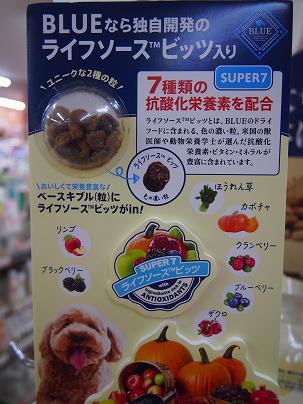 BLUEなら独自開発の
ライフソース™ビッツ入り
BLUE
SUPER7
ユニークな2種の粒
7種類の
抗酸化栄養素を配合
ライフソース™ビッツとは、BLUEのドライ
フードに含まれる、色の濃い粒。米国の獣
医師や動物栄養学士が選んだ抗酸化
栄養素・ビタミン・ミネラルが
豊富に含まれています。
ライフソース™ビッツ
色の濃い粒
おいしくて栄養豊富な
ベースキブル(粒)に
ライフソース™ビッツがin!
ほうれん草
カボチャ
リンゴ
クランベリー
ブラックベリー
ブルーベリー
ザクロ
SUPER7
ライフソース™ビッツ
with
ingredients rich in
ANTIOXIDANTS